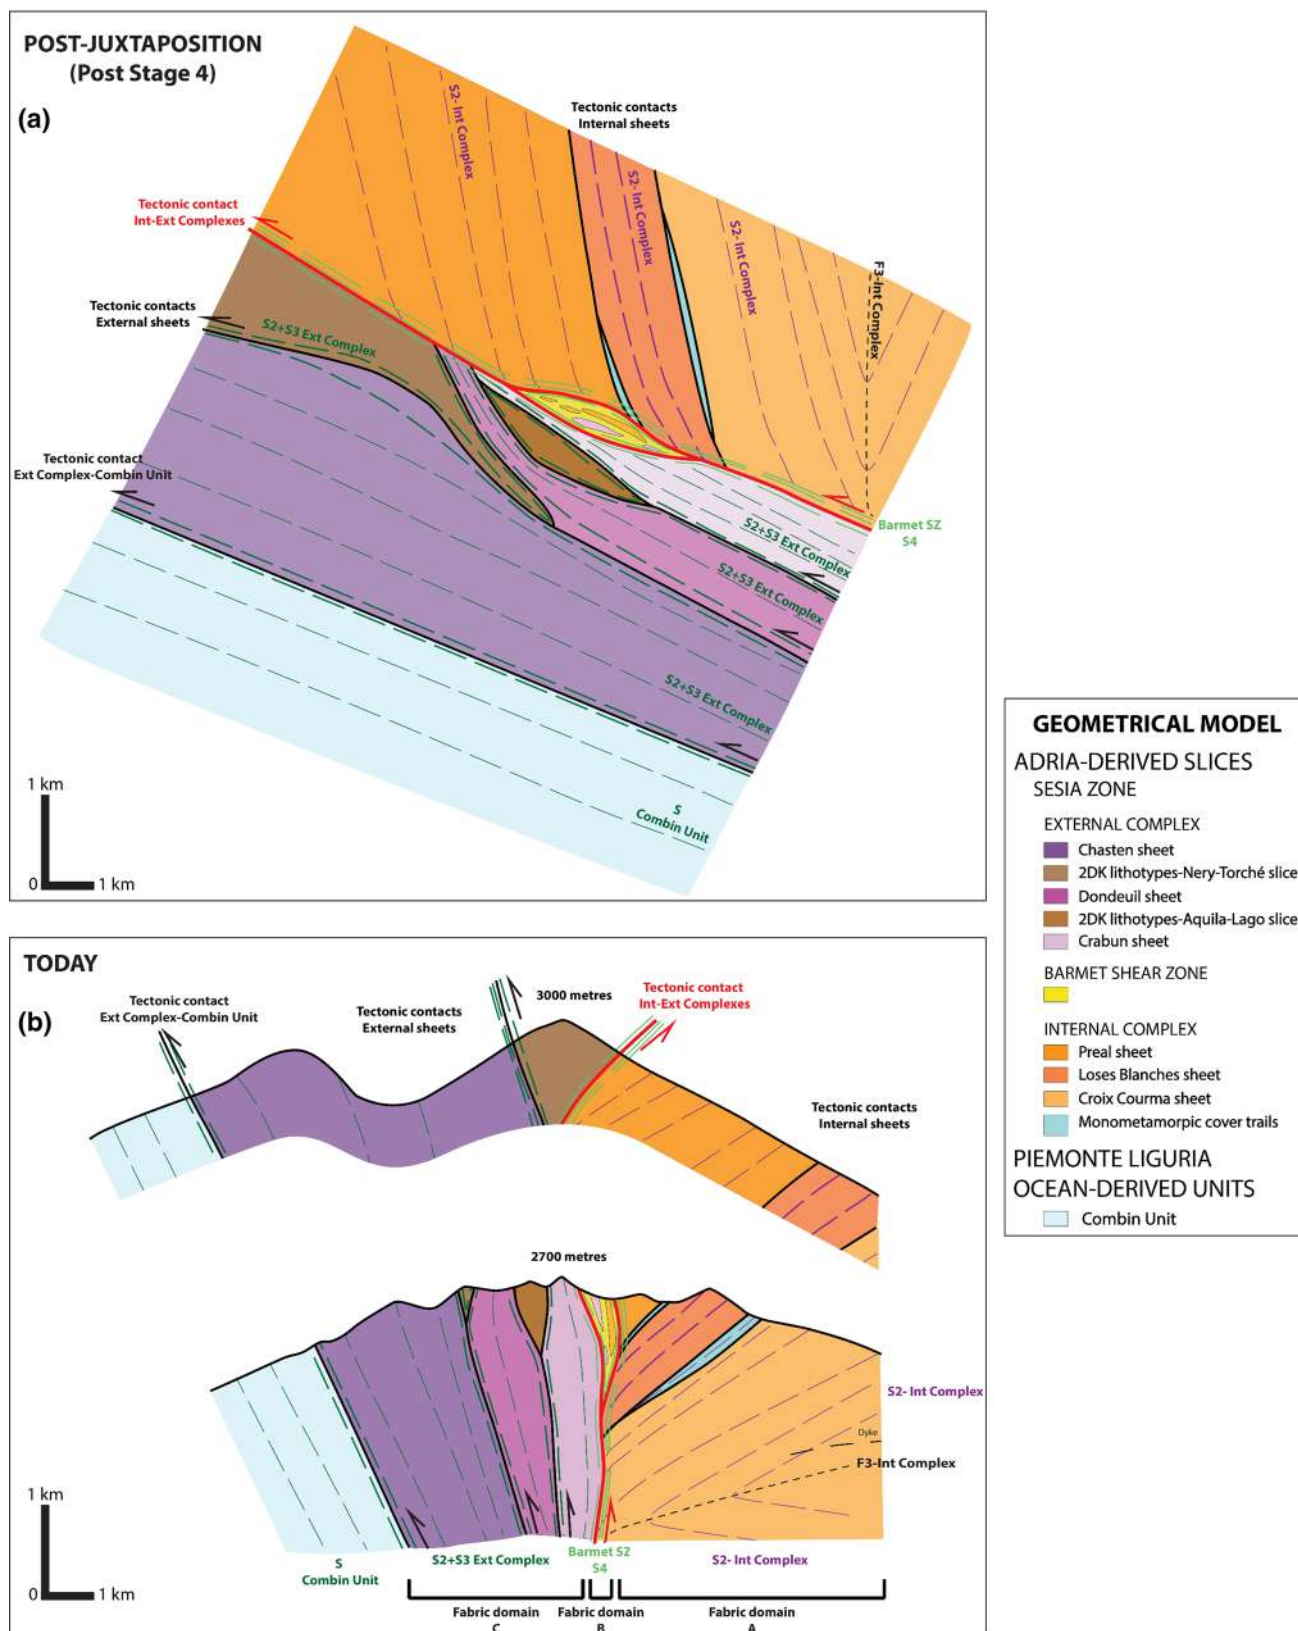 POST-JUXTAPOSITION
(Post Stage 4)
(a)
S2- Int Complex
Tectonic contacts
Internal sheets
S2- Int Complex
S2- Int Complex
F3-Int Complex
Tectonic contact
Int-Ext Complexes
Tectonic contacts
External sheets
S2+S3 Ext Complex
Tectonic contact
Ext Complex-Combin Unit
Barmet SZ
S4
S2+S3 Ext Complex
S2+S3 Ext Complex
S2+S3 Ext Complex
S
Combin Unit
1 km
0
1 km
GEOMETRICAL MODEL
ADRIA-DERIVED SLICES
SESIA ZONE
EXTERNAL COMPLEX
Chasten sheet
2DK lithotypes-Nery-Torché slice
Dondeuil sheet
2DK lithotypes-Aquila-Lago slice
Crabun sheet
BARMET SHEAR ZONE
INTERNAL COMPLEX
Preal sheet
Loses Blanches sheet
Croix Courma sheet
Monometamorpic cover trails
PIEMONTE LIGURIA
OCEAN-DERIVED UNITS
Combin Unit
TODAY
(b)
Tectonic contact
Ext Complex-Combin Unit
Tectonic contacts
External sheets
3000 metres
Tectonic contact
Int-Ext Complexes
Tectonic contacts
Internal sheets
2700 metres
S2- Int Complex
Dyke
F3-Int Complex
1 km
0
1 km
S
Combin Unit
S2+S3 Ext Complex
Barmet SZ
S4
S2- Int Complex
Fabric domain
C
Fabric domain
B
Fabric domain
A